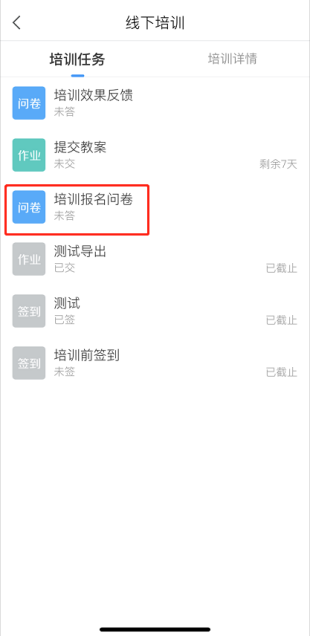 线下培训
培训任务 培训详情
问卷 培训效果反馈
未答
作业 提交教案
未交 剩余7天
问卷 培训报名问卷
未答
作业 测试导出
已交 已截止
签到 测试
已签 已截止
签到 培训前签到
未签 已截止